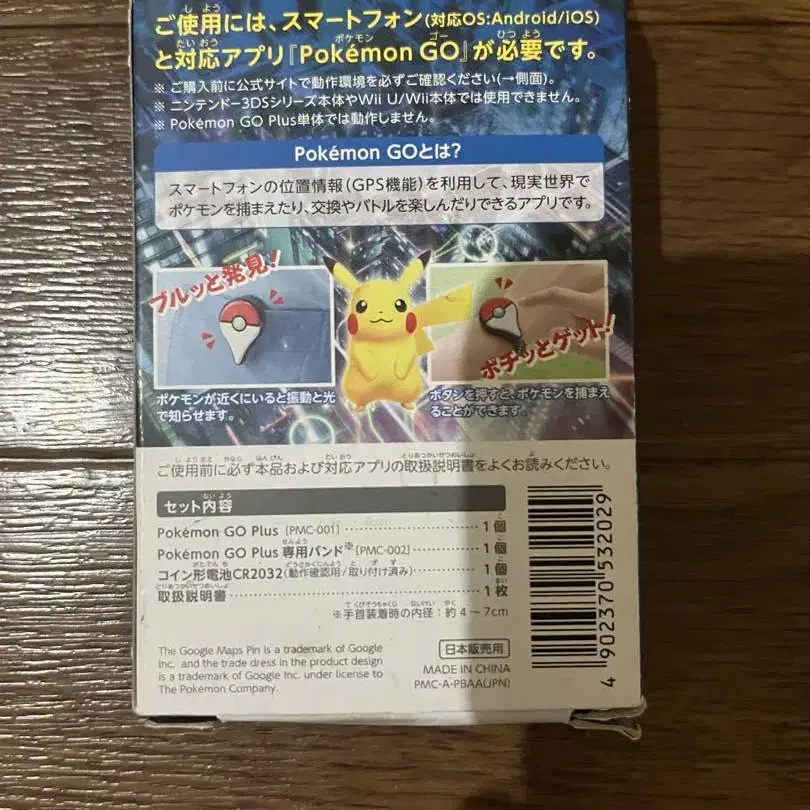 ご使用には、スマートフォン(対応OS:Android/iOS)
と対応アプリ『Pokémon GO』が必要です。
※ ご購入前に公式サイトで動作環境を必ずご確認ください(→側面)。
※ ニンテンドー3DSシリーズ本体やWii U/Wii本体では使用できません。
※ Pokémon GO Plus単体では動作しません。
Pokémon GOとは?
スマートフォンの位置情報(GPS機能)を利用して、現実世界で
ポケモンを捕まえたり、交換やバトルを楽しんだりできるアプリです。
ブルッと発見!
ポケモンが近くにいると振動と光
で知らせます。
ポチッとゲット!
ボタンを押すと、ポケモンを捕まえ
ることができます。
ご使用前に必ず本品および対応アプリの取扱説明書をよくお読みください。
セット内容
Pokémon GO Plus [PMC-001] 1個
Pokémon GO Plus 専用バンド※[PMC-002] 1個
コイン形電池CR2032(動作確認用/取り付け済み) 1個
取扱説明書 1枚
※手首装着時の内径:約4〜7cm
The Google Maps Pin is a trademark of Google
Inc. and the trade dress in the product design
is a trademark of Google Inc. under license to
The Pokémon Company.
日本販売用
MADE IN CHINA
PMC-A-PBAA(JPN)
4 902370 532029